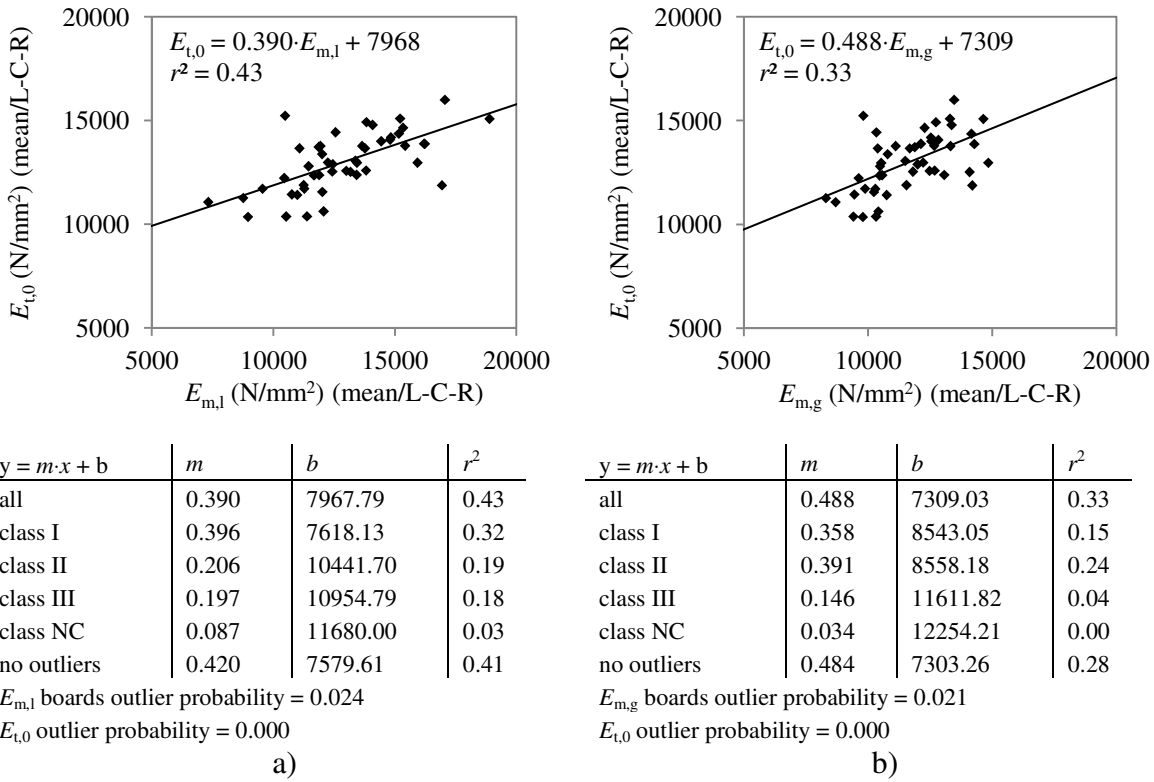 20000
15000
10000
5000
E_t,0 (N/mm²) (mean/L-C-R)
E_t,0 = 0.390·E_m,l + 7968
r² = 0.43
5000 10000 15000 20000
E_m,l (N/mm²) (mean/L-C-R)
y = m·x + b m b r²
all 0.390 7967.79 0.43
class I 0.396 7618.13 0.32
class II 0.206 10441.70 0.19
class III 0.197 10954.79 0.18
class NC 0.087 11680.00 0.03
no outliers 0.420 7579.61 0.41
E_m,l boards outlier probability = 0.024
E_t,0 outlier probability = 0.000
a)
20000
15000
10000
5000
E_t,0 (N/mm²) (mean/L-C-R)
E_t,0 = 0.488·E_m,g + 7309
r² = 0.33
5000 10000 15000 20000
E_m,g (N/mm²) (mean/L-C-R)
y = m·x + b m b r²
all 0.488 7309.03 0.33
class I 0.358 8543.05 0.15
class II 0.391 8558.18 0.24
class III 0.146 11611.82 0.04
class NC 0.034 12254.21 0.00
no outliers 0.484 7303.26 0.28
E_m,g boards outlier probability = 0.021
E_t,0 outlier probability = 0.000
b)